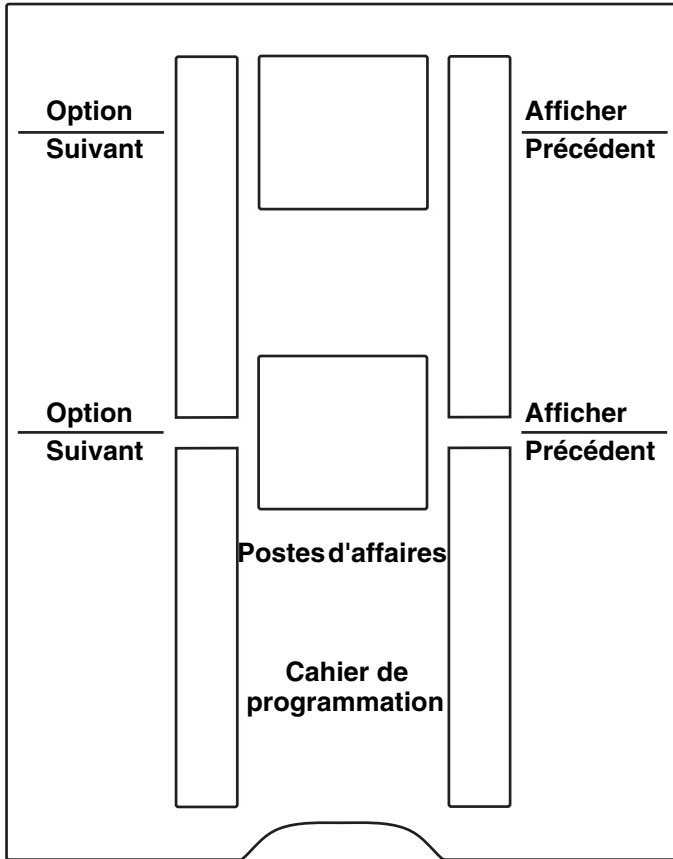 Option
Suivant
Afficher
Précédent
Option
Suivant
Afficher
Précédent
Postes d'affaires
Cahier de
programmation